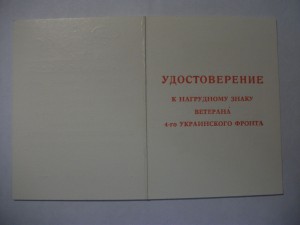 УДОСТОВЕРЕНИЕ
К НАГРУДНОМУ ЗНАКУ
ВЕТЕРАНА
4-го УКРАИНСКОГО ФРОНТА